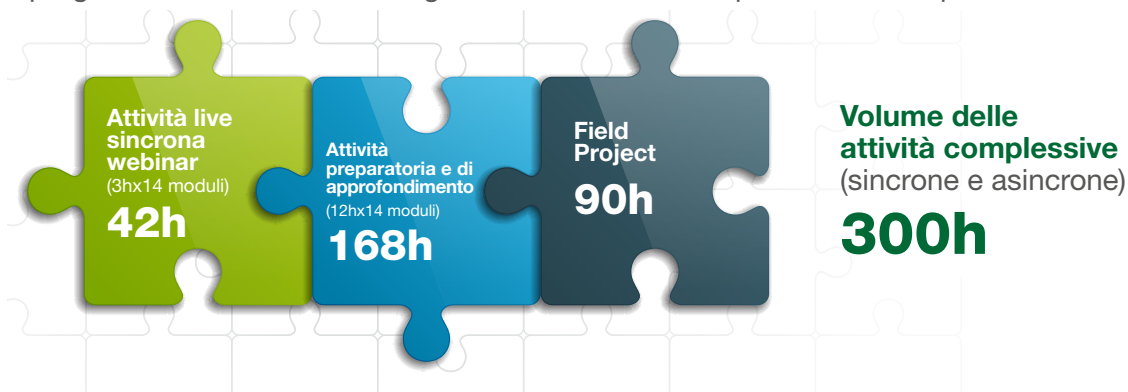 Attività live
sincrona
webinar
(3hx14 moduli)
42h
Attività
preparatoria e di
approfondimento
(12hx14 moduli)
168h
Field
Project
90h
Volume delle
attività complessive
(sincrone e asincrone)
300h